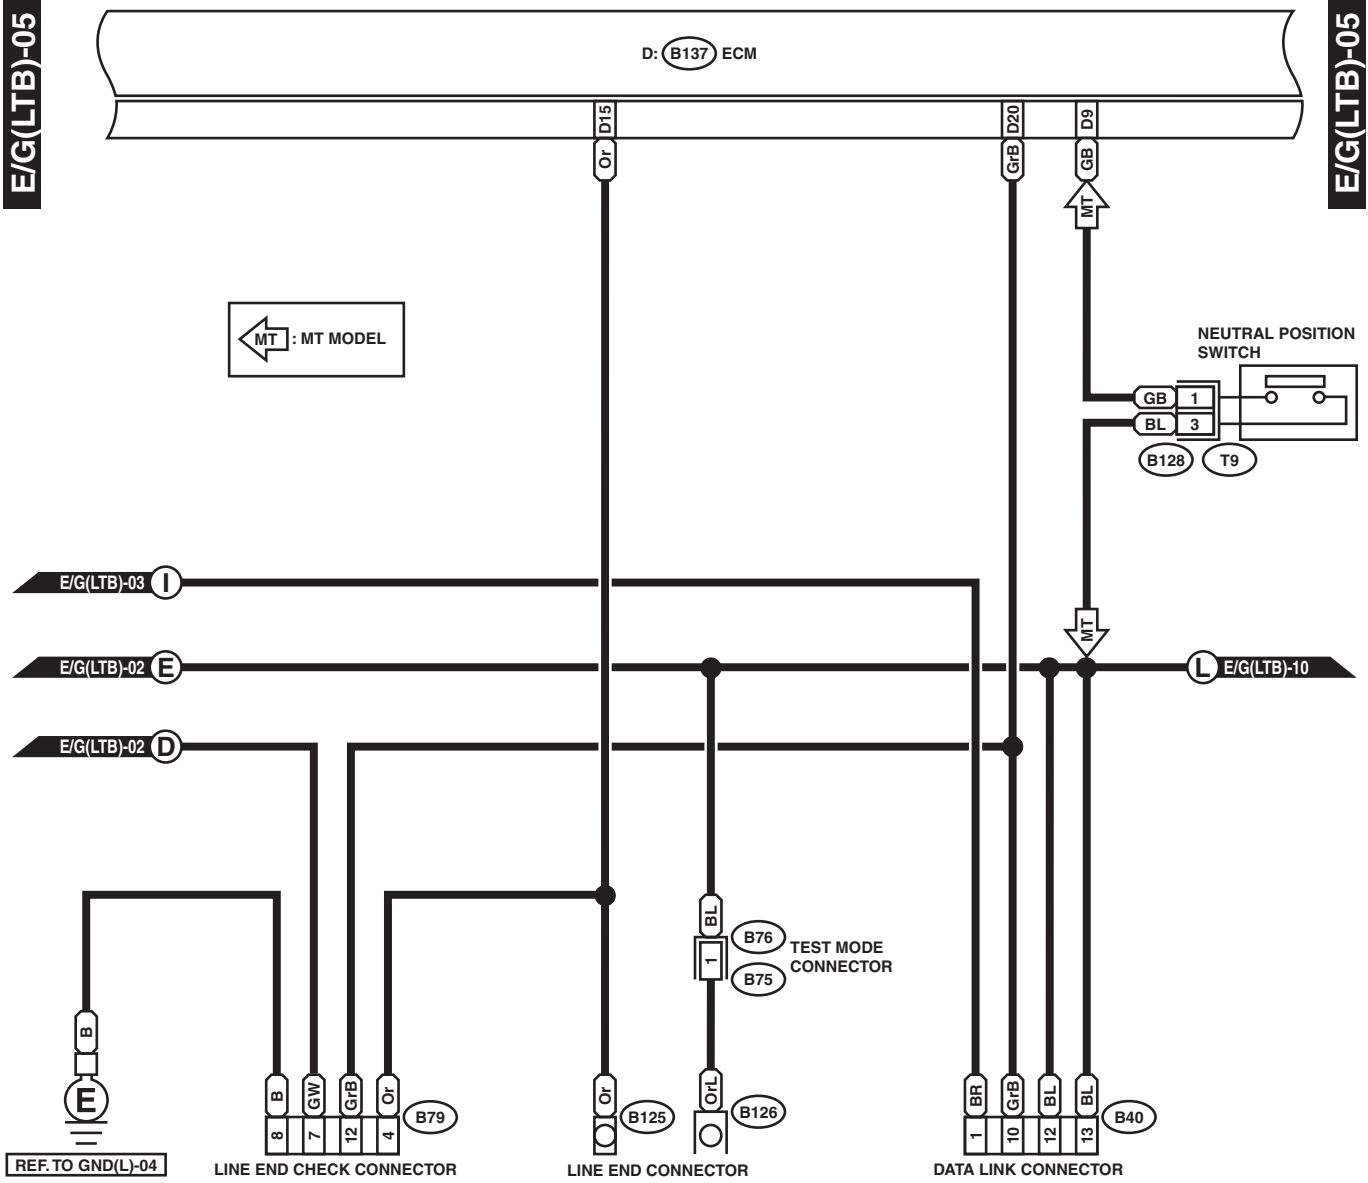 E/G(LTB)-05
E/G(LTB)-05
D: B137 ECM
D15
D20
D9
Or
GrB
GB
MT
MT : MT MODEL
NEUTRAL POSITION
SWITCH
GB 1
BL 3
B128 T9
E/G(LTB)-03 I
MT
E/G(LTB)-02 E
L E/G(LTB)-10
E/G(LTB)-02 D
BL
B76
1
TEST MODE
CONNECTOR
B75
B
E
REF. TO GND(L)-04
B GW GrB Or
8 7 12 4
B79
LINE END CHECK CONNECTOR
Or
B125
OrL
B126
LINE END CONNECTOR
BR GrB BL BL
1 10 12 13
B40
DATA LINK CONNECTOR